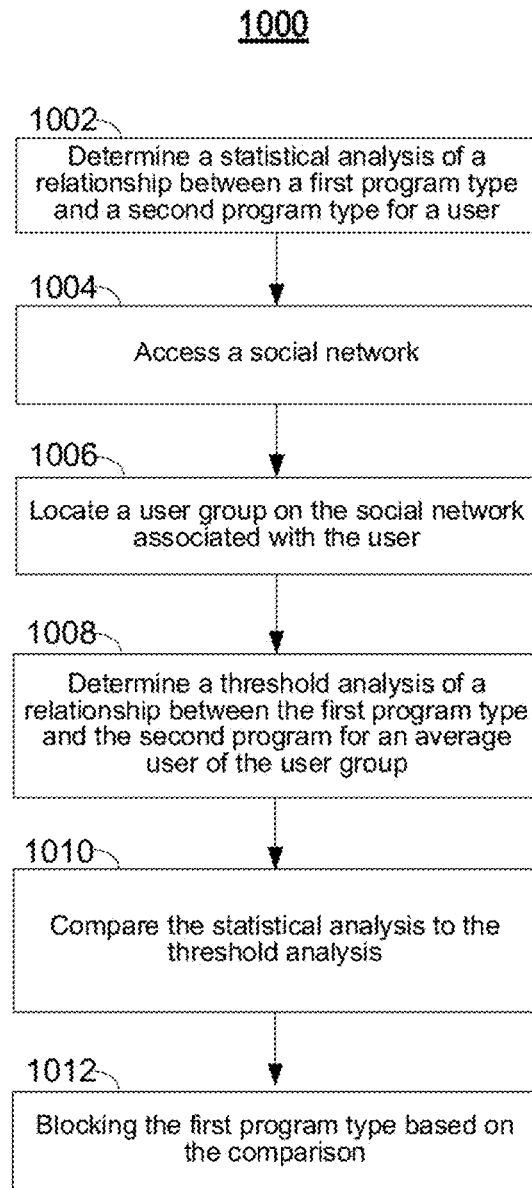 1000
1002
Determine a statistical analysis of a
relationship between a first program type
and a second program type for a user
1004
Access a social network
1006
Locate a user group on the social network
associated with the user
1008
Determine a threshold analysis of a
relationship between the first program type
and the second program for an average
user of the user group
1010
Compare the statistical analysis to the
threshold analysis
1012
Blocking the first program type based on
the comparison